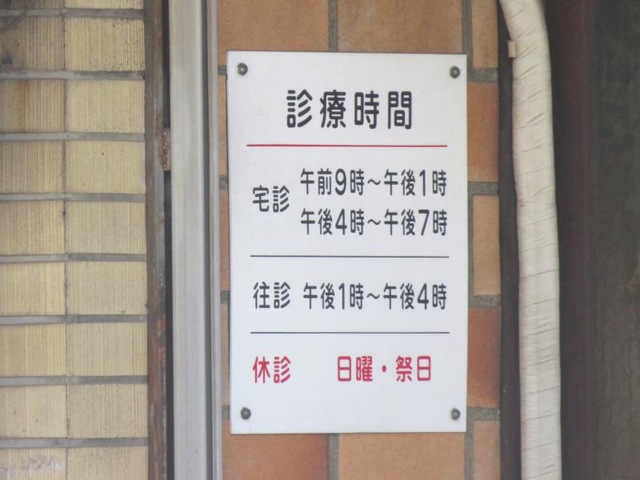 診療時間
宅診 午前9時～午後1時
午後4時～午後7時
往診 午後1時～午後4時
休診 日曜・祭日